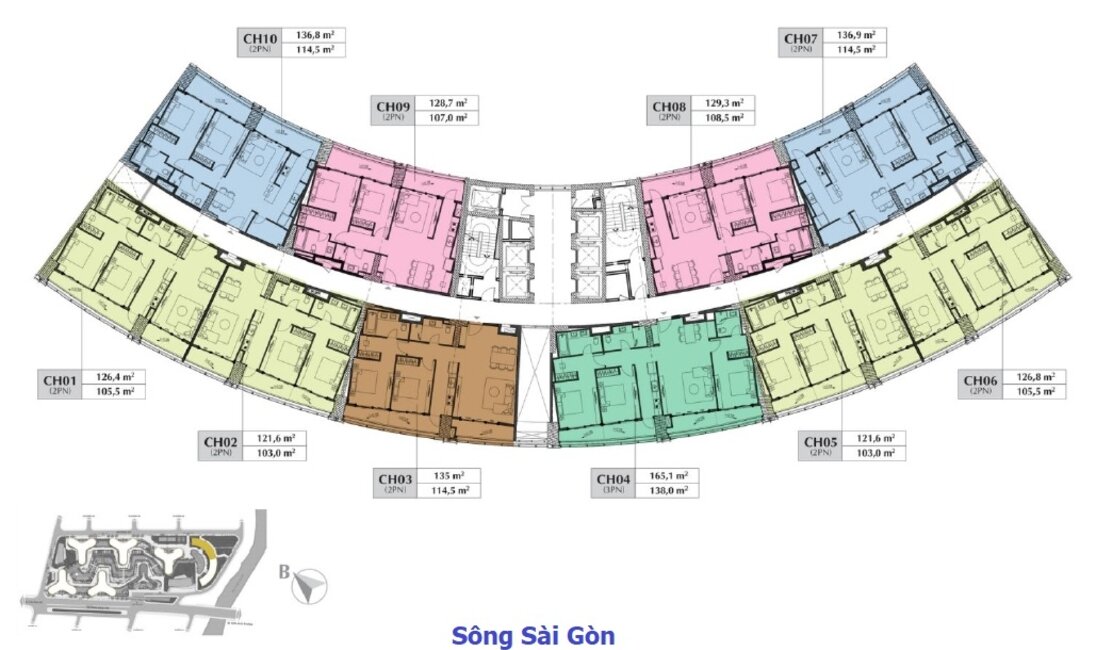 CH10 (2PN) 136,8 m² 114,5 m²
CH07 (2PN) 136,9 m² 114,5 m²
CH09 (2PN) 128,7 m² 107,0 m²
CH08 (2PN) 129,3 m² 108,5 m²
CH01 (2PN) 126,4 m² 105,5 m²
CH06 (2PN) 126,8 m² 105,5 m²
CH02 (2PN) 121,6 m² 103,0 m²
CH05 (2PN) 121,6 m² 103,0 m²
CH03 (2PN) 135 m² 114,5 m²
CH04 (3PN) 165,1 m² 138,0 m²
B
Sông Sài Gòn